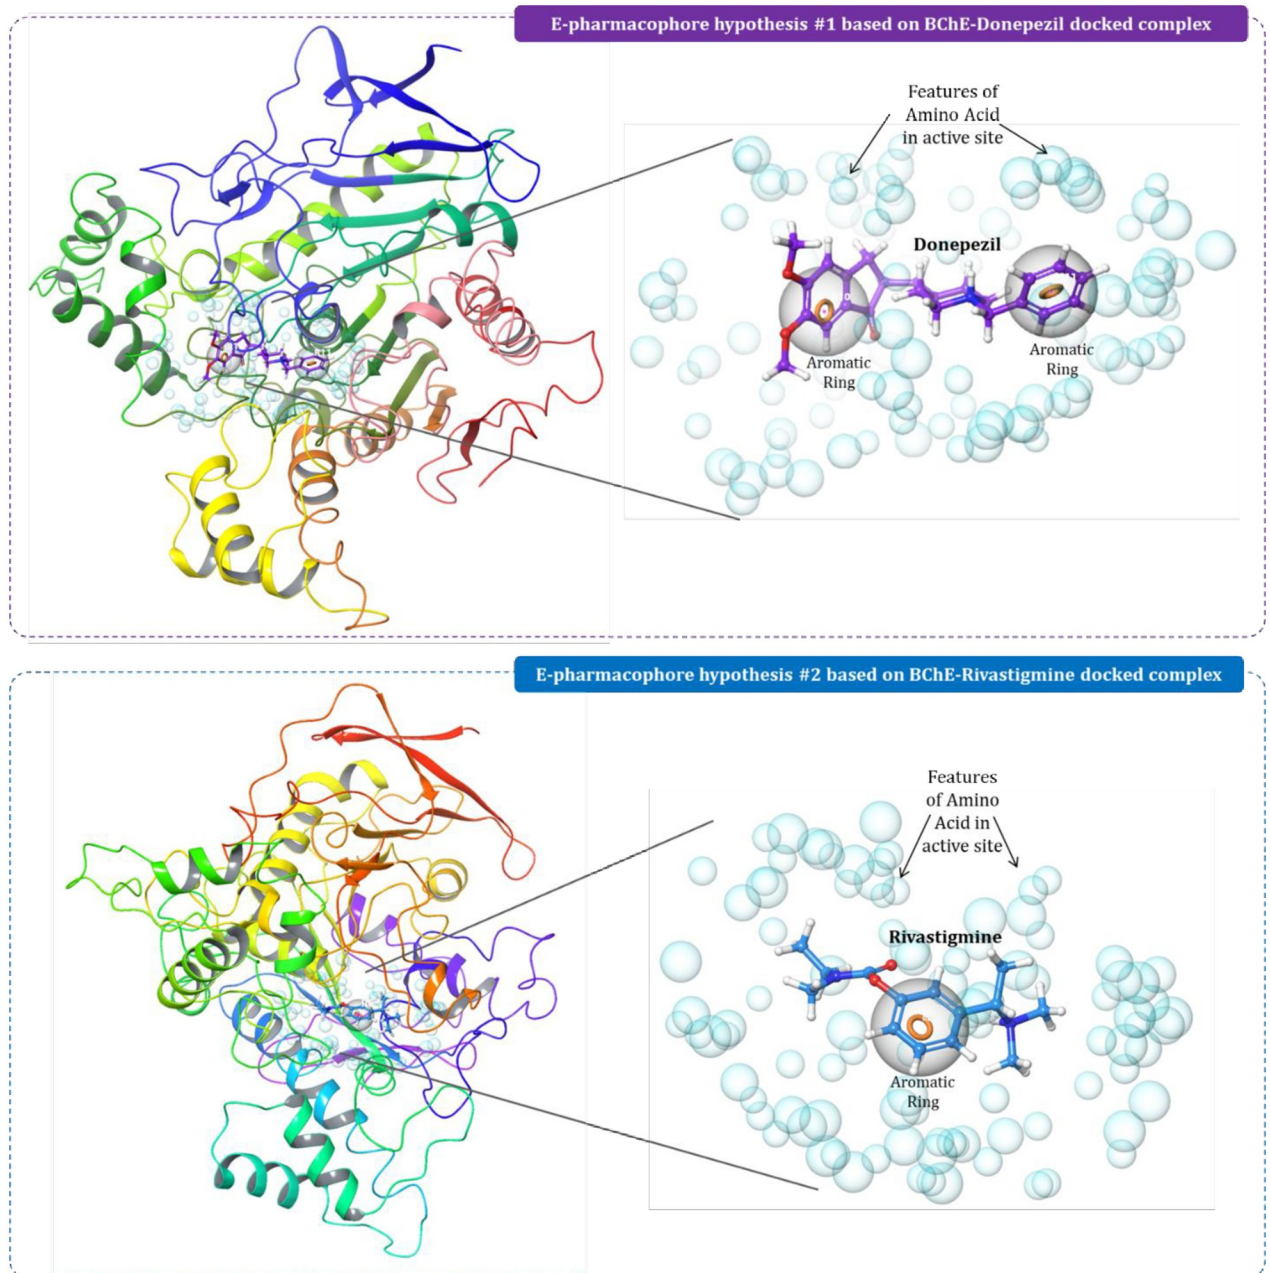 E-pharmacophore hypothesis #1 based on BChE-Donepezil docked complex
Features of
Amino Acid
in active site
Donepezil
Aromatic
Ring
Aromatic
Ring
E-pharmacophore hypothesis #2 based on BChE-Rivastigmine docked complex
Features
of Amino
Acid in
active site
Rivastigmine
Aromatic
Ring